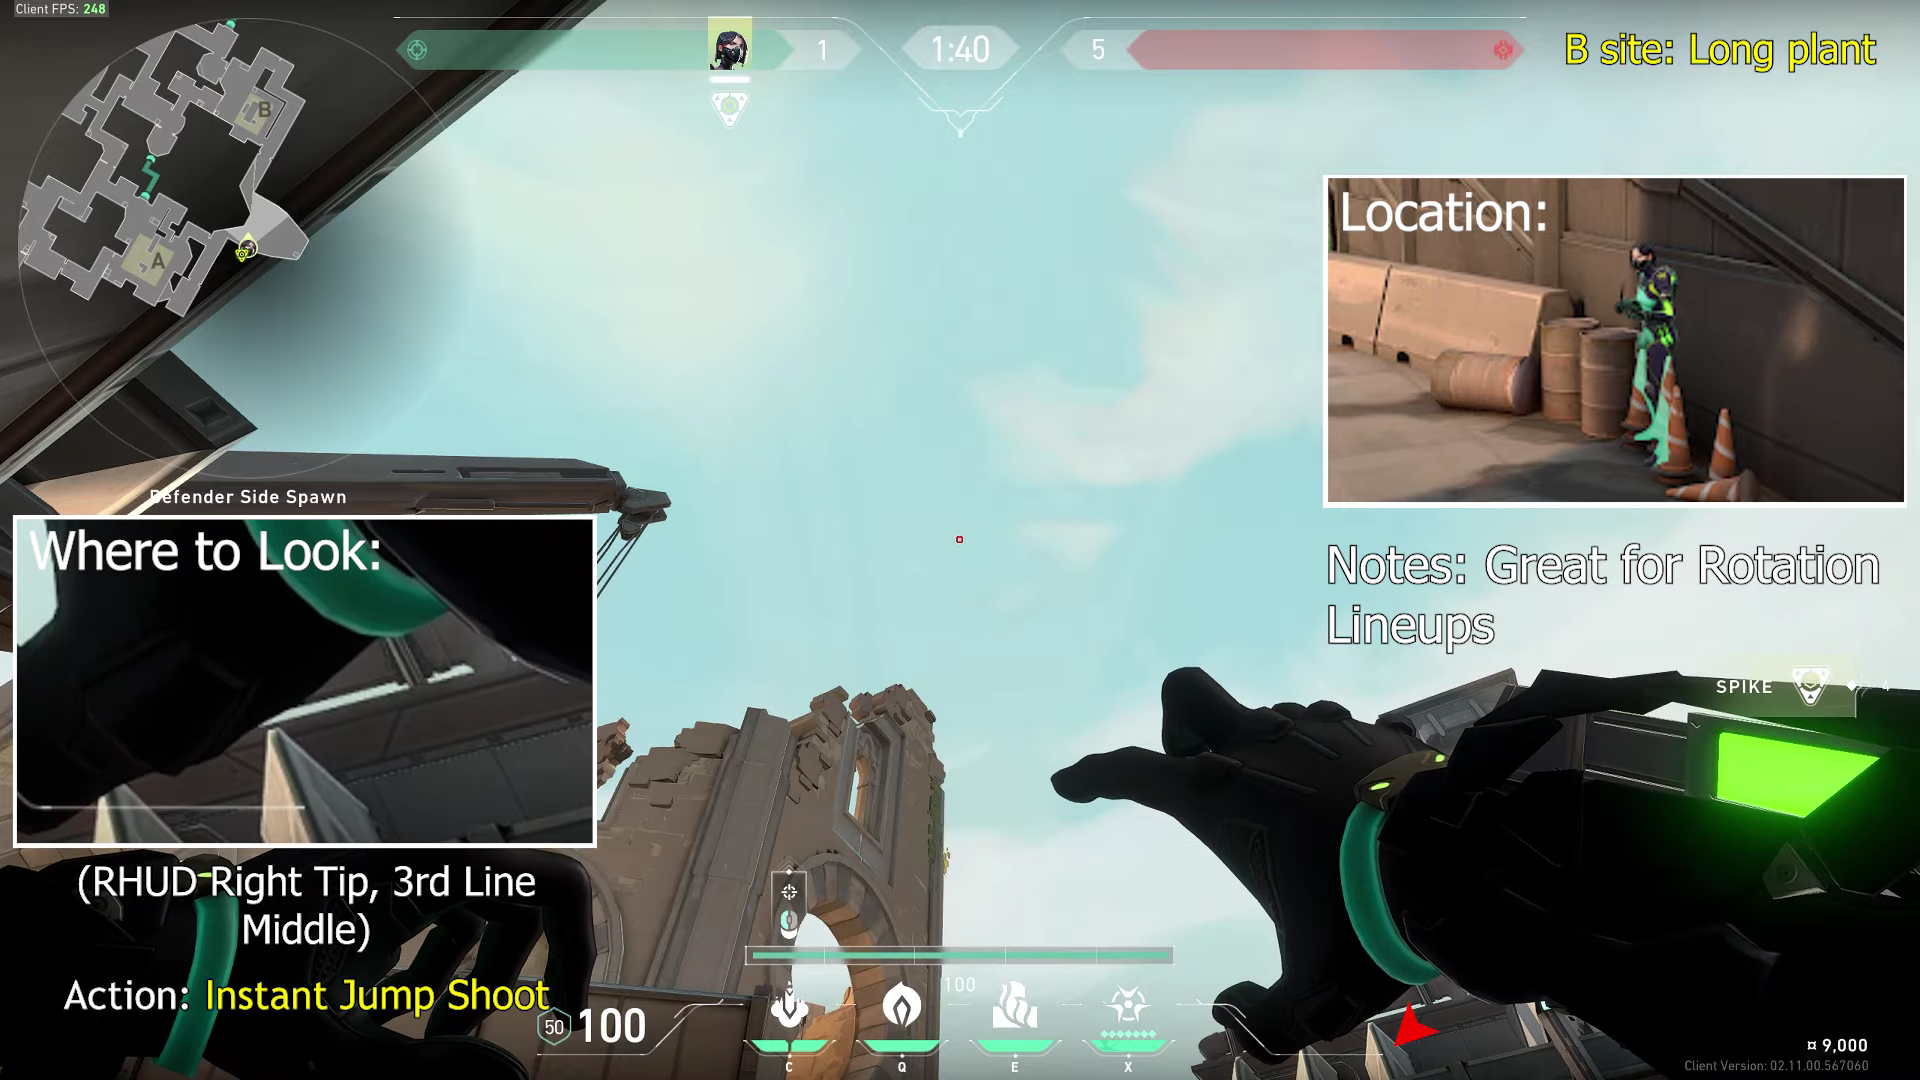 Client FPS: 248
1
1:40
5
B site: Long plant
B
A
Location:
Defender Side Spawn
Where to Look:
Notes: Great for Rotation
Lineups
SPIKE
4
(RHUD Right Tip, 3rd Line
Middle)
Action: Instant Jump Shoot
50
100
100
C
Q
E
X
¤ 9,000
Client Version: 02.11.00.567060